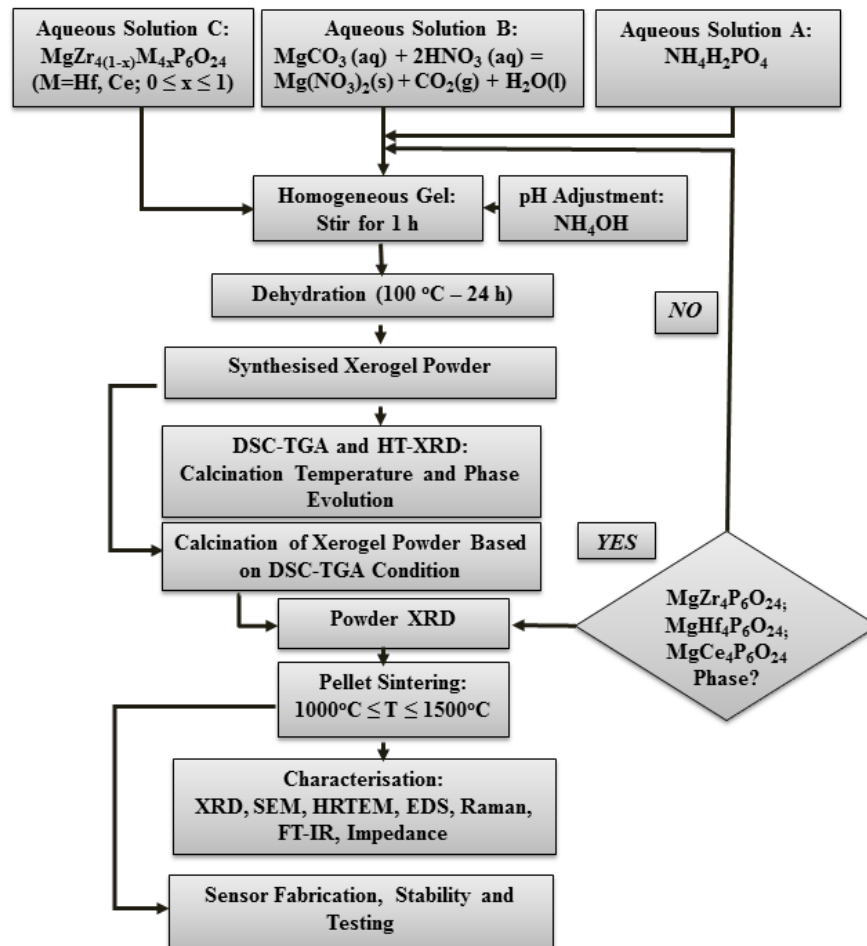 Aqueous Solution C:
MgZr₄₍₁₋ₓ₎M₄ₓP₆O₂₄
(M=Hf, Ce; 0 ≤ x ≤ 1)
Aqueous Solution B:
MgCO₃ (aq) + 2HNO₃ (aq) =
Mg(NO₃)₂(s) + CO₂(g) + H₂O(l)
Aqueous Solution A:
NH₄H₂PO₄
Homogeneous Gel:
Stir for 1 h
pH Adjustment:
NH₄OH
Dehydration (100 °C – 24 h)
NO
Synthesised Xerogel Powder
DSC-TGA and HT-XRD:
Calcination Temperature and Phase
Evolution
Calcination of Xerogel Powder Based
on DSC-TGA Condition
YES
MgZr₄P₆O₂₄;
MgHf₄P₆O₂₄;
MgCe₄P₆O₂₄
Phase?
Powder XRD
Pellet Sintering:
1000°C ≤ T ≤ 1500°C
Characterisation:
XRD, SEM, HRTEM, EDS, Raman,
FT-IR, Impedance
Sensor Fabrication, Stability and
Testing